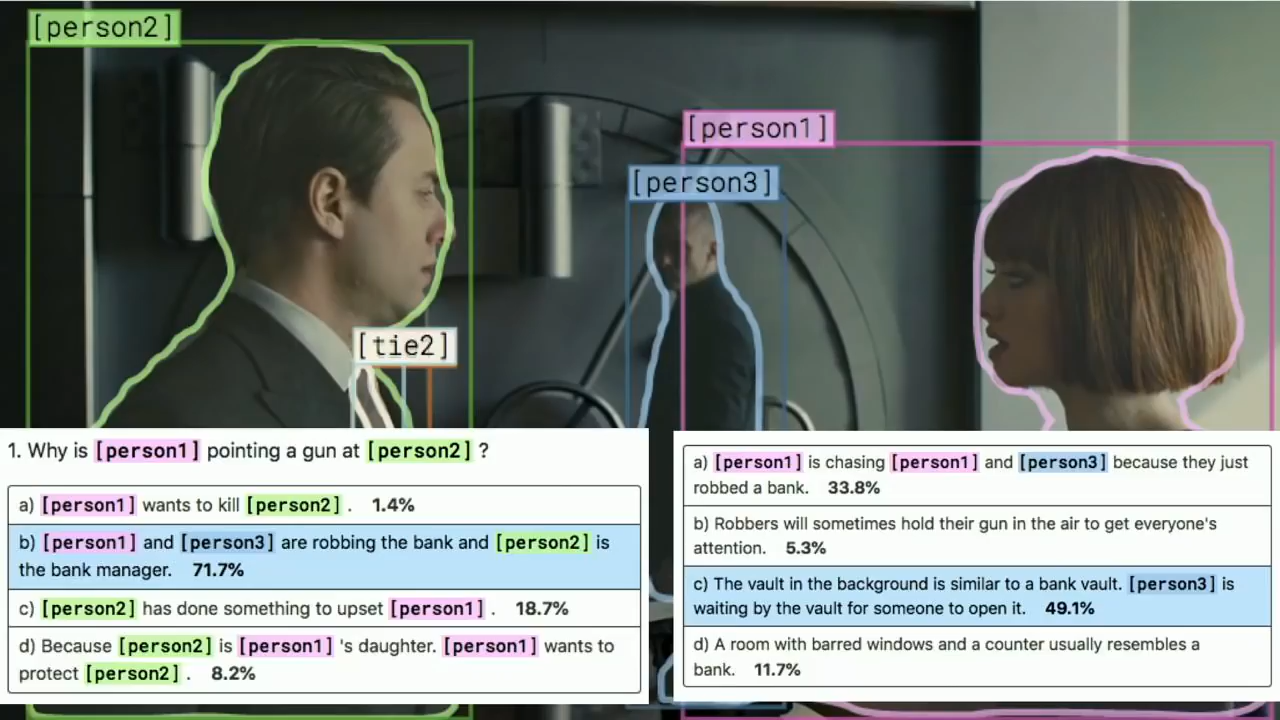 [person2]
[person1]
[person3]
[tie2]
1. Why is [person1] pointing a gun at [person2] ?
a) [person1] wants to kill [person2] . 1.4%
b) [person1] and [person3] are robbing the bank and [person2] is
the bank manager. 71.7%
c) [person2] has done something to upset [person1] . 18.7%
d) Because [person2] is [person1] 's daughter. [person1] wants to
protect [person2] . 8.2%
a) [person1] is chasing [person1] and [person3] because they just
robbed a bank. 33.8%
b) Robbers will sometimes hold their gun in the air to get everyone's
attention. 5.3%
c) The vault in the background is similar to a bank vault. [person3] is
waiting by the vault for someone to open it. 49.1%
d) A room with barred windows and a counter usually resembles a
bank. 11.7%